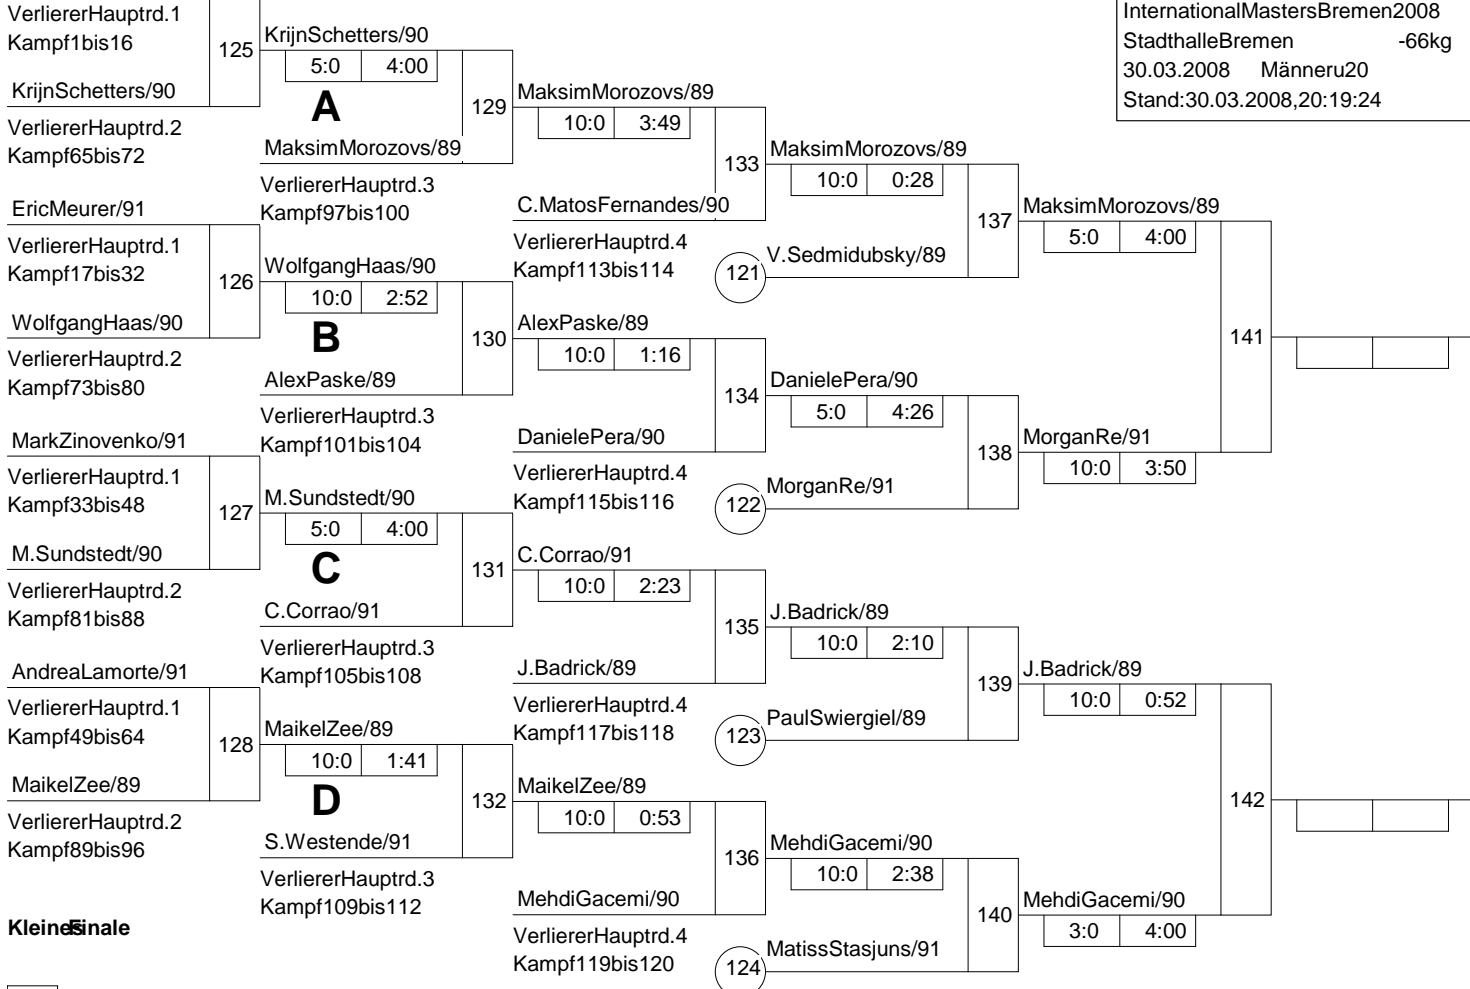 VerliererHauptrd.1
Kampf1bis16
125
KrijnSchetters/90
5:0 4:00
InternationalMastersBremen2008
StadthalleBremen -66kg
30.03.2008 Männeru20
Stand:30.03.2008,20:19:24
KrijnSchetters/90
A
129
MaksimMorozovs/89
10:0 3:49
VerliererHauptrd.2
Kampf65bis72
MaksimMorozovs/89
133
MaksimMorozovs/89
10:0 0:28
VerliererHauptrd.3
Kampf97bis100
EricMeurer/91
C.MatosFernandes/90
137
MaksimMorozovs/89
5:0 4:00
VerliererHauptrd.1
Kampf17bis32
126
WolfgangHaas/90
10:0 2:52
VerliererHauptrd.4
Kampf113bis114
121
V.Sedmidubsky/89
WolfgangHaas/90
B
130
AlexPaske/89
10:0 1:16
141
VerliererHauptrd.2
Kampf73bis80
AlexPaske/89
134
DanielePera/90
5:0 4:26
VerliererHauptrd.3
Kampf101bis104
MarkZinovenko/91
DanielePera/90
138
MorganRe/91
10:0 3:50
VerliererHauptrd.1
Kampf33bis48
127
M.Sundstedt/90
5:0 4:00
VerliererHauptrd.4
Kampf115bis116
122
MorganRe/91
M.Sundstedt/90
C
131
C.Corrao/91
10:0 2:23
VerliererHauptrd.2
Kampf81bis88
C.Corrao/91
135
J.Badrick/89
10:0 2:10
VerliererHauptrd.3
Kampf105bis108
AndreaLamorte/91
J.Badrick/89
139
J.Badrick/89
10:0 0:52
VerliererHauptrd.1
Kampf49bis64
128
MaikelZee/89
10:0 1:41
VerliererHauptrd.4
Kampf117bis118
123
PaulSwiergiel/89
MaikelZee/89
D
132
MaikelZee/89
10:0 0:53
142
VerliererHauptrd.2
Kampf89bis96
S.Westende/91
136
MehdiGacemi/90
10:0 2:38
VerliererHauptrd.3
Kampf109bis112
MehdiGacemi/90
140
MehdiGacemi/90
3:0 4:00
KleinesFinale
VerliererHauptrd.4
Kampf119bis120
124
MatissStasjuns/91